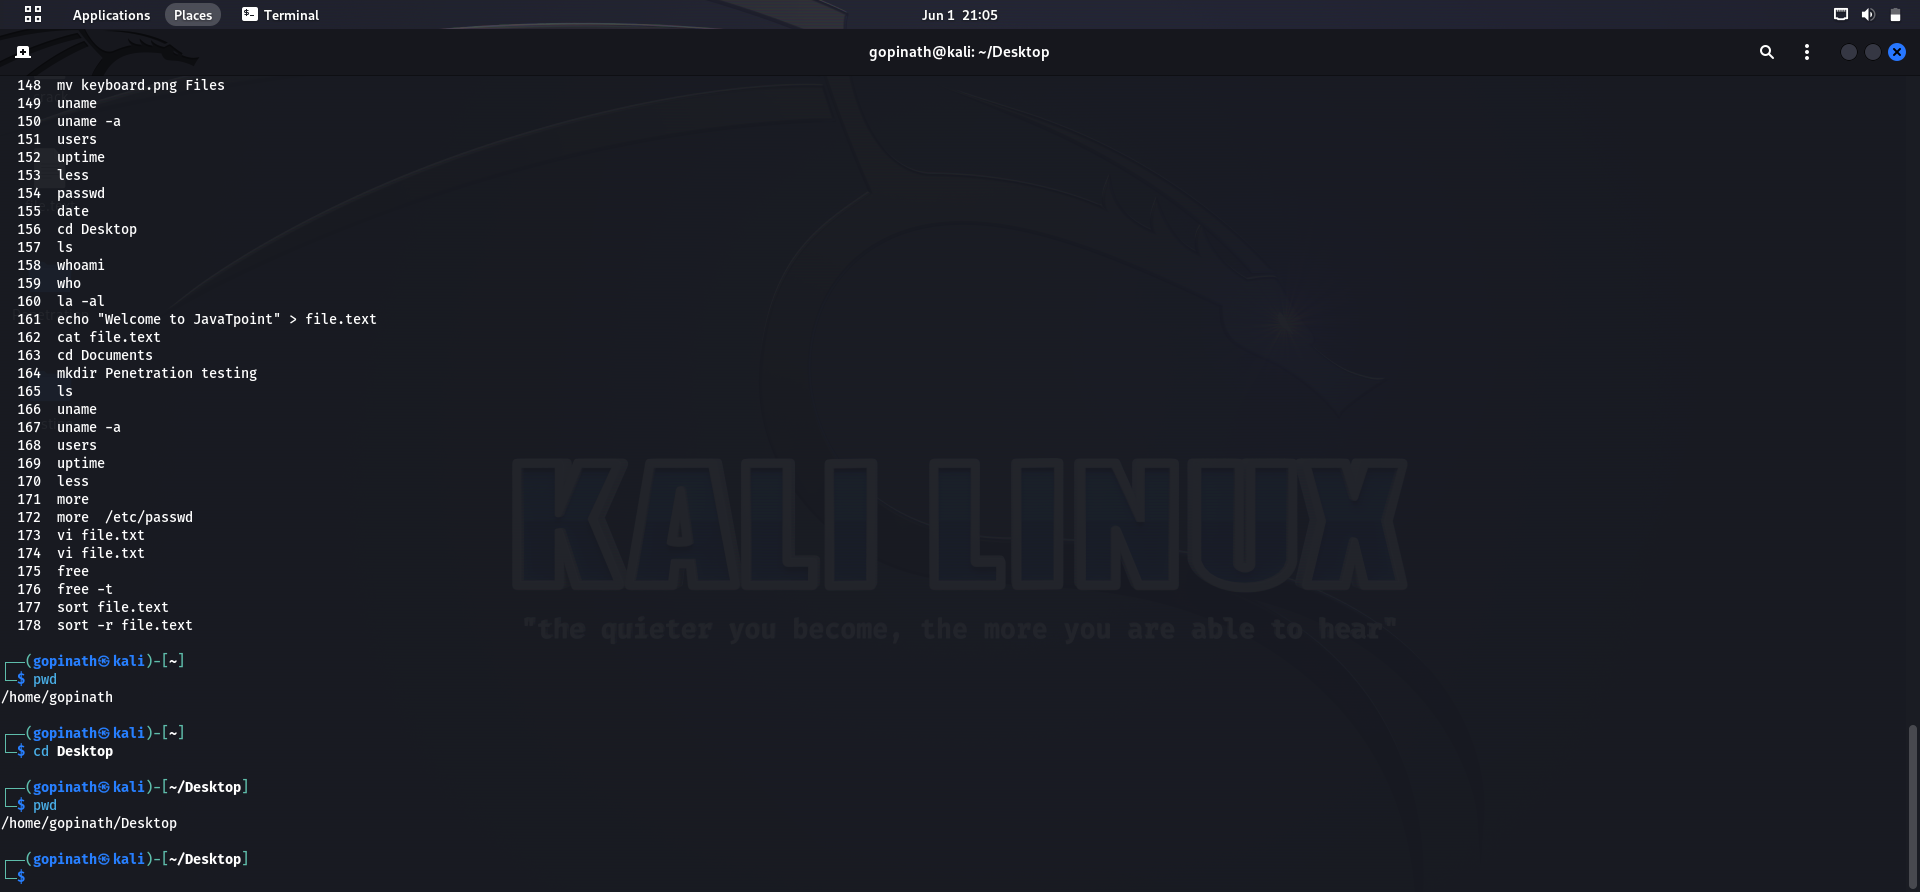 Applications Places Terminal Jun 1 21:05
gopinath@kali: ~/Desktop
148 mv keyboard.png Files
149 uname
150 uname -a
151 users
152 uptime
153 less
154 passwd
155 date
156 cd Desktop
157 ls
158 whoami
159 who
160 la -al
161 echo "Welcome to JavaTpoint" > file.text
162 cat file.text
163 cd Documents
164 mkdir Penetration testing
165 ls
166 uname
167 uname -a
168 users
169 uptime
170 less
171 more
172 more  /etc/passwd
173 vi file.txt
174 vi file.txt
175 free
176 free -t
177 sort file.text
178 sort -r file.text
KALI LINUX
"the quieter you become, the more you are able to hear"
┌──(gopinath㉿kali)-[~]
└─$ pwd
/home/gopinath
┌──(gopinath㉿kali)-[~]
└─$ cd Desktop
┌──(gopinath㉿kali)-[~/Desktop]
└─$ pwd
/home/gopinath/Desktop
┌──(gopinath㉿kali)-[~/Desktop]
└─$